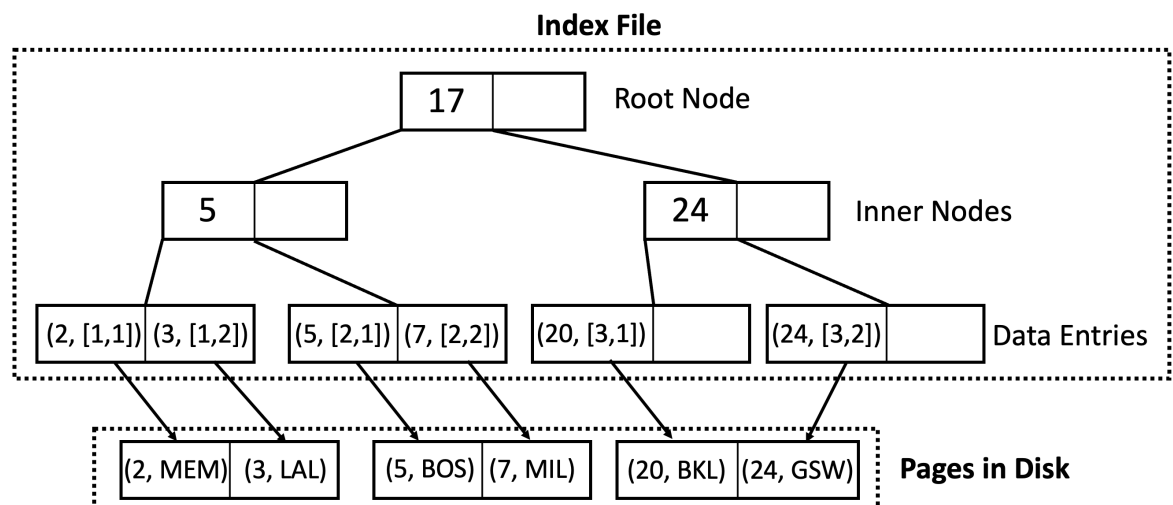 Index File
17
Root Node
5
24
Inner Nodes
(2, [1,1]) (3, [1,2]) (5, [2,1]) (7, [2,2]) (20, [3,1]) (24, [3,2]) Data Entries
(2, MEM) (3, LAL) (5, BOS) (7, MIL) (20, BKL) (24, GSW) Pages in Disk